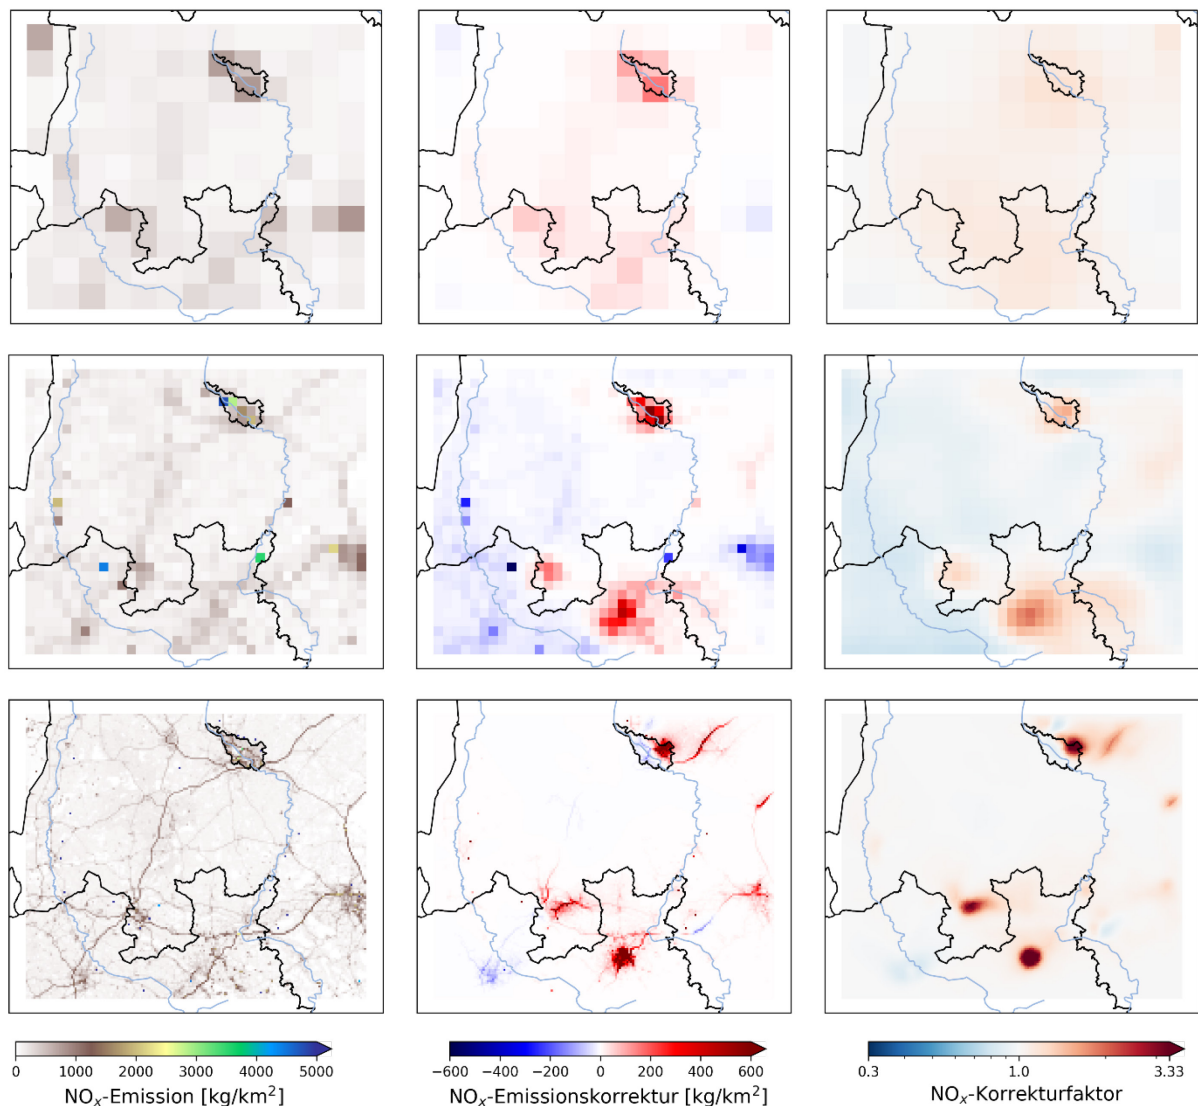 0 1000 2000 3000 4000 5000
NOx-Emission [kg/km²]
−600 −400 −200 0 200 400 600
NOx-Emissionskorrektur [kg/km²]
0.3 1.0 3.33
NOx-Korrekturfaktor